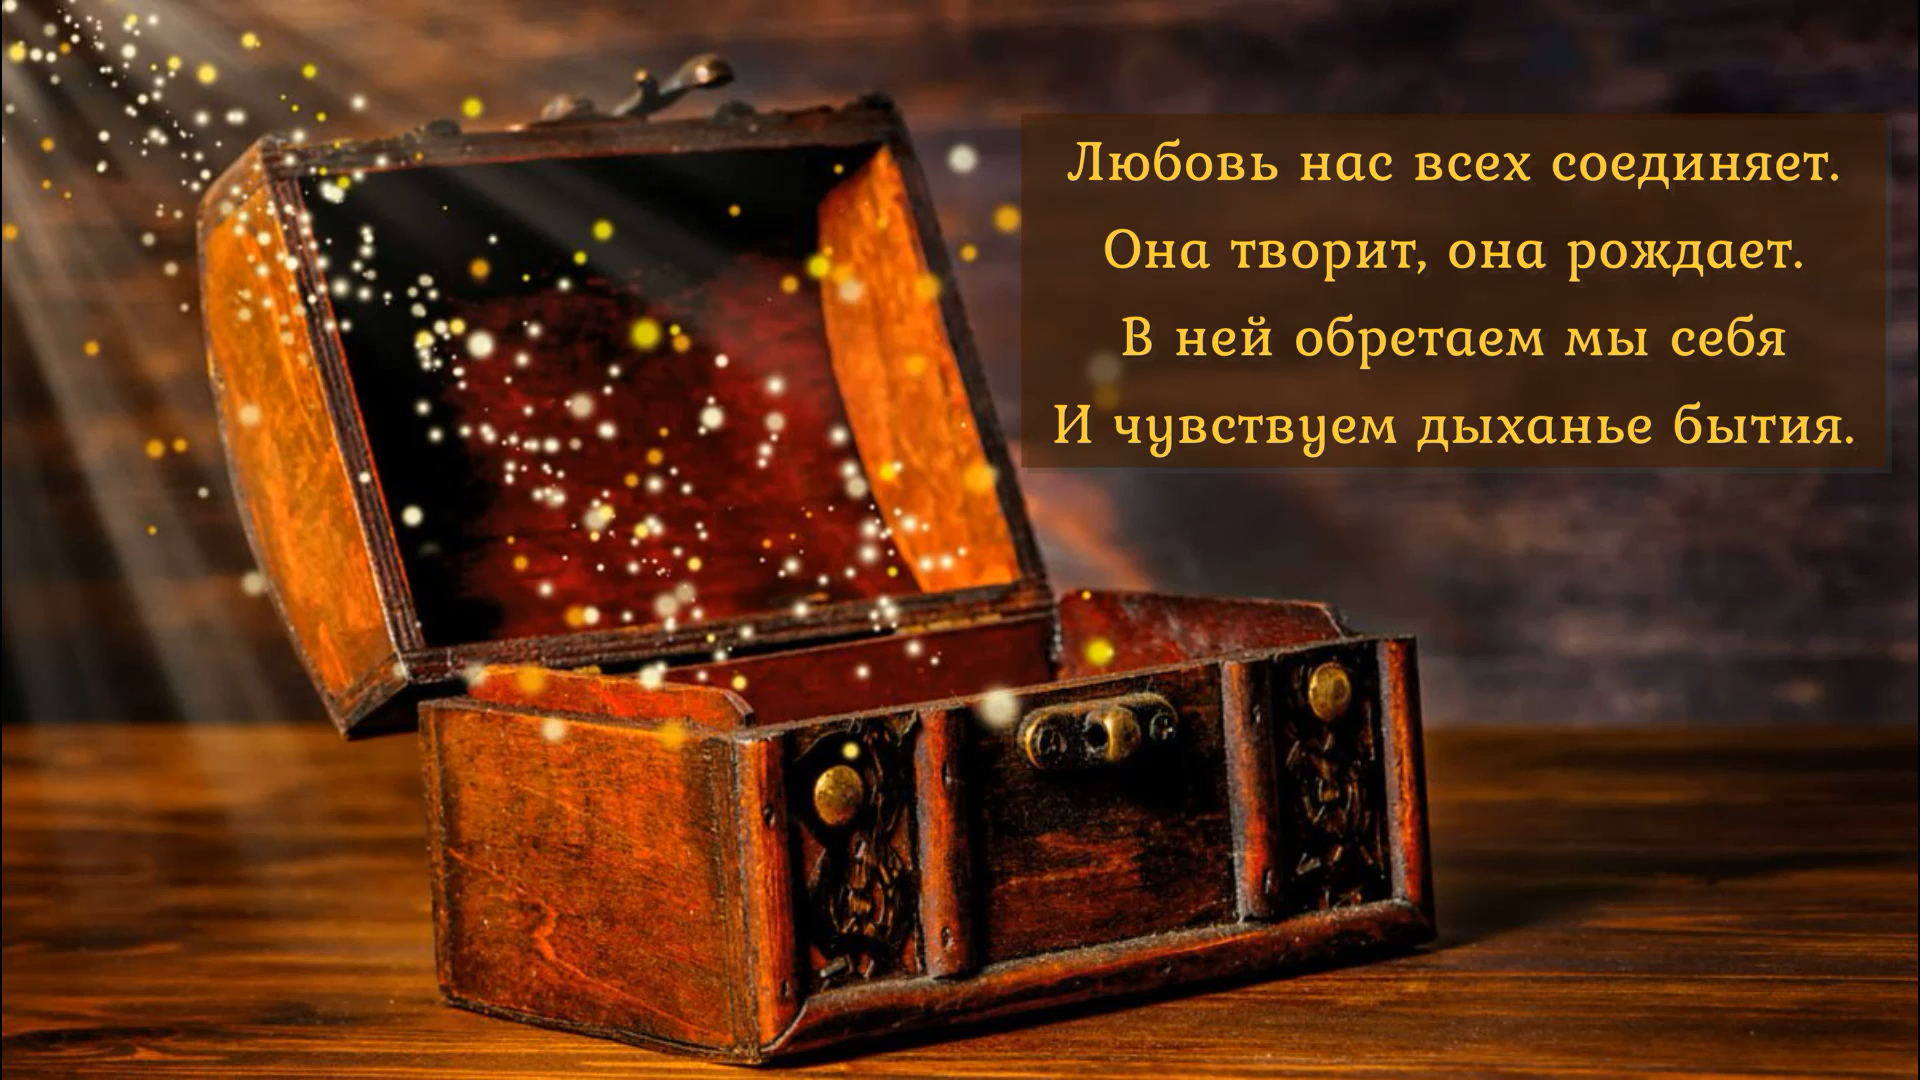 Любовь нас всех соединяет.
Она творит, она рождает.
В ней обретаем мы себя
И чувствуем дыханье бытия.